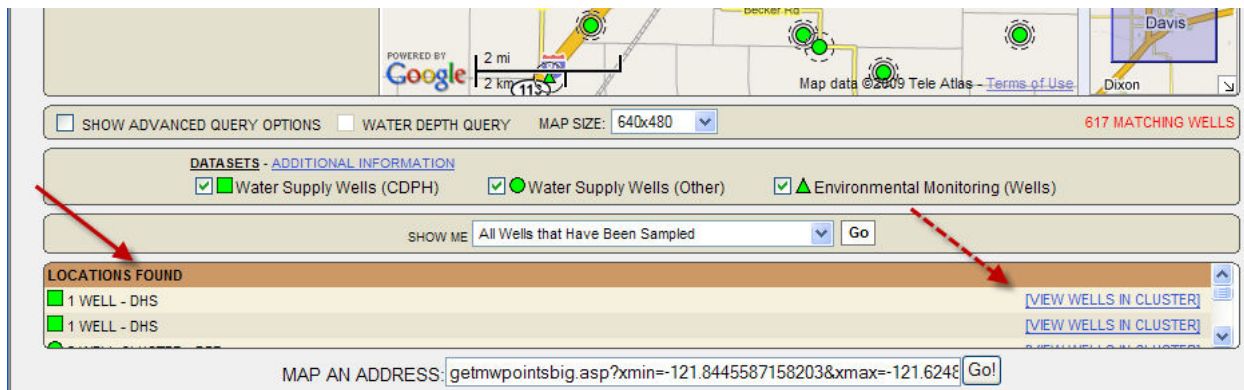 Becker Rd
Davis
POWERED BY
Google
2 mi
2 km
113
Map data ©2009 Tele Atlas - Terms of Use
Dixon
SHOW ADVANCED QUERY OPTIONS WATER DEPTH QUERY MAP SIZE: 640x480 617 MATCHING WELLS
DATASETS - ADDITIONAL INFORMATION
Water Supply Wells (CDPH) Water Supply Wells (Other) Environmental Monitoring (Wells)
SHOW ME All Wells that Have Been Sampled Go
LOCATIONS FOUND
1 WELL - DHS [VIEW WELLS IN CLUSTER]
1 WELL - DHS [VIEW WELLS IN CLUSTER]
MAP AN ADDRESS: getmwpointsbig.asp?xmin=-121.8445587158203&xmax=-121.6248 Go!